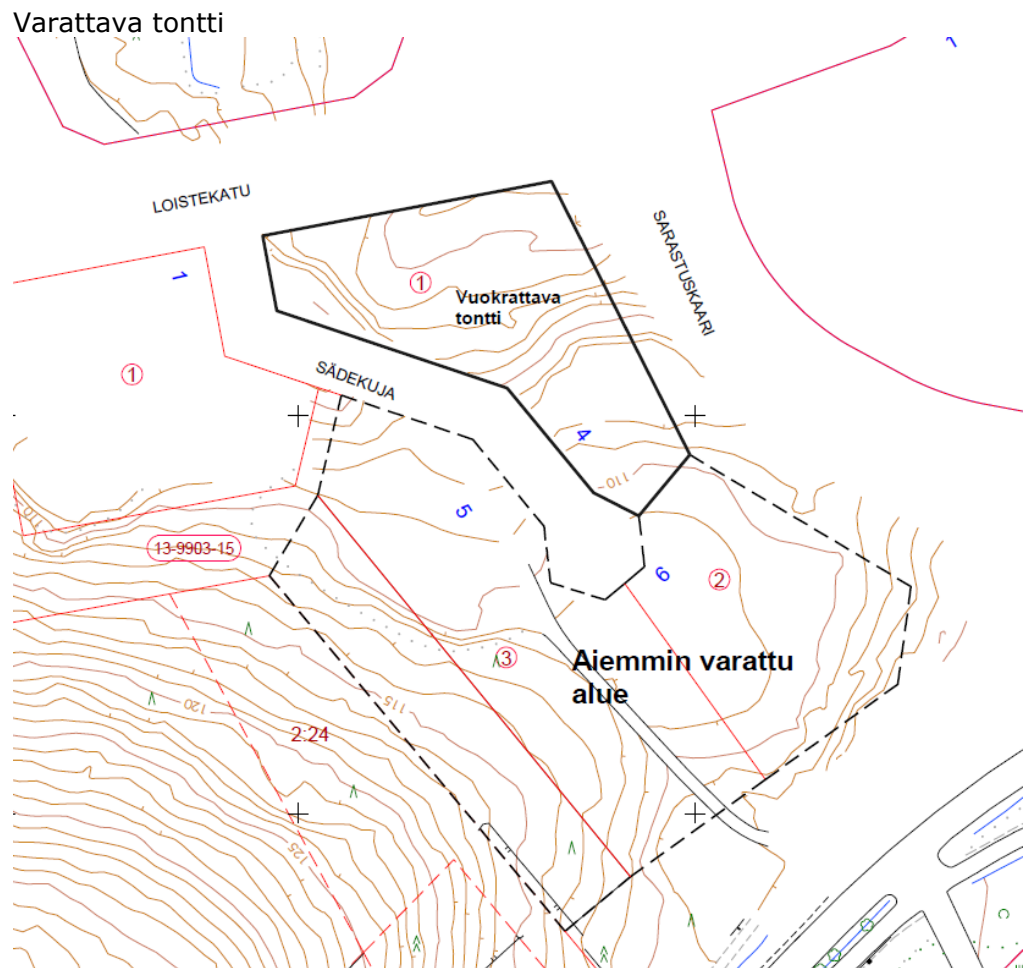 Varattava tontti
LOISTEKATU
SARASTUSKAARI
1
1
Vuokrattava
tontti
1
SÄDEKUJA
4
110
5
110
13-9903-15
6
2
3
Aiemmin varattu
alue
115
120
2:24
125